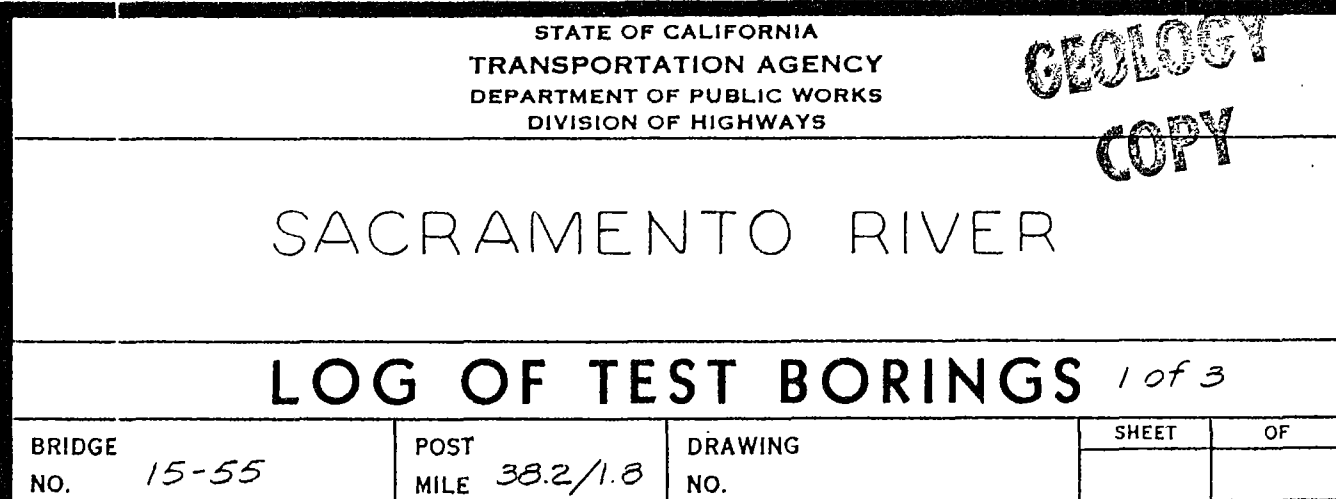 STATE OF CALIFORNIA
TRANSPORTATION AGENCY
DEPARTMENT OF PUBLIC WORKS
DIVISION OF HIGHWAYS
GEOLOGY
COPY
SACRAMENTO RIVER
LOG OF TEST BORINGS 1 of 3
BRIDGE NO. 15-55
POST MILE 38.2/1.8
DRAWING NO.
SHEET OF